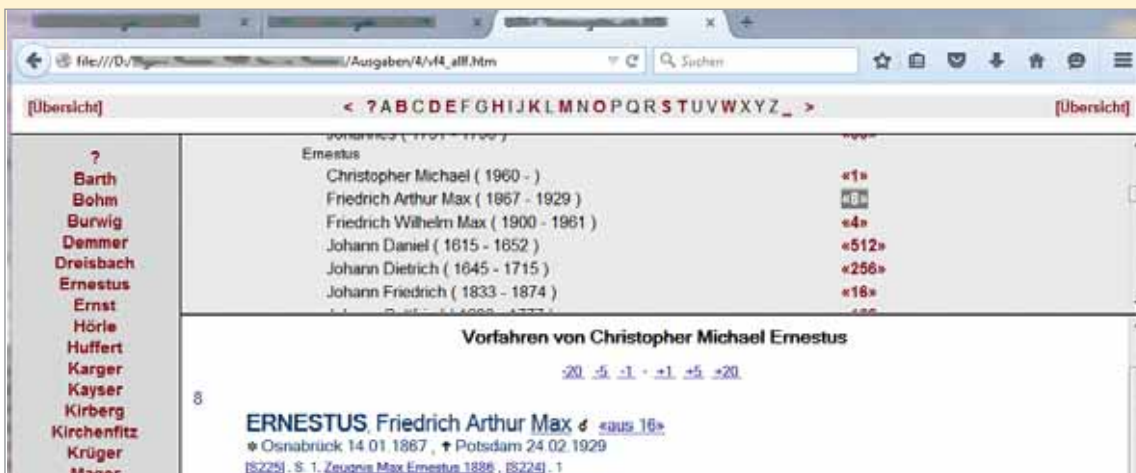 file:///D:/ /Ausgaben/4/vf4_allf.htm Suchen
[Übersicht] < ? A B C D E F G H I J K L M N O P Q R S T U V W X Y Z _ > [Übersicht]
?
Barth
Bohm
Burwig
Demmer
Dreisbach
Ernestus
Ernst
Hörle
Huffert
Karger
Kayser
Kirberg
Kirchenfitz
Krüger
Ernestus
Christopher Michael ( 1960 - ) «1»
Friedrich Arthur Max ( 1867 - 1929 ) «8»
Friedrich Wilhelm Max ( 1900 - 1961 ) «4»
Johann Daniel ( 1615 - 1652 ) «512»
Johann Dietrich ( 1645 - 1715 ) «256»
Johann Friedrich ( 1833 - 1874 ) «16»
Vorfahren von Christopher Michael Ernestus
-20 -5 -1 - +1 +5 +20
8
ERNESTUS, Friedrich Arthur Max ♂ «aus 16»
* Osnabrück 14.01.1867 , ✝ Potsdam 24.02.1929
[S225] , S. 1, Zeugnis Max Ernestus 1886 , [S224] , 1